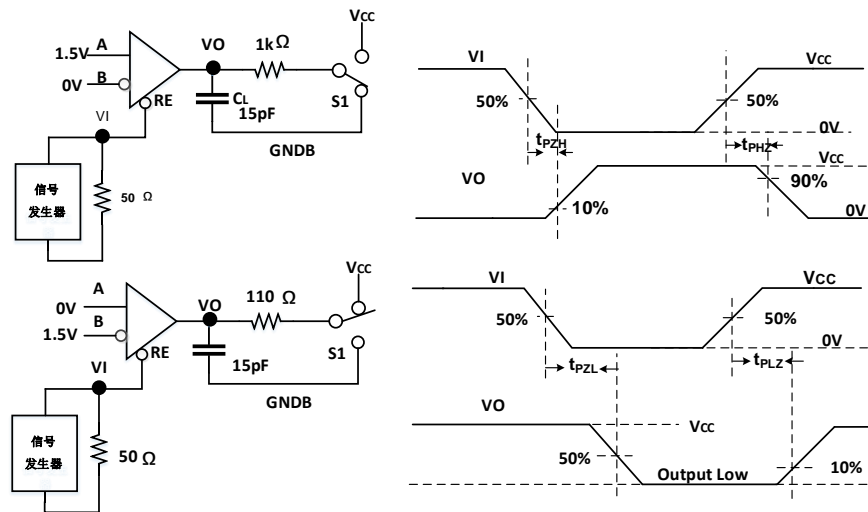 VCC
A
VO
1kΩ
1.5V
B
0V
RE
CL
S1
VI
15pF
GNDB
信号
发生器
50 Ω
VI
VCC
50%
50%
0V
tPZH
tPHZ
VCC
VO
90%
10%
0V
VCC
A
VO
110 Ω
0V
B
1.5V
RE
S1
VI
15pF
GNDB
信号
发生器
50 Ω
VI
VCC
50%
50%
0V
tPZL
tPLZ
VO
VCC
50%
Output Low
10%